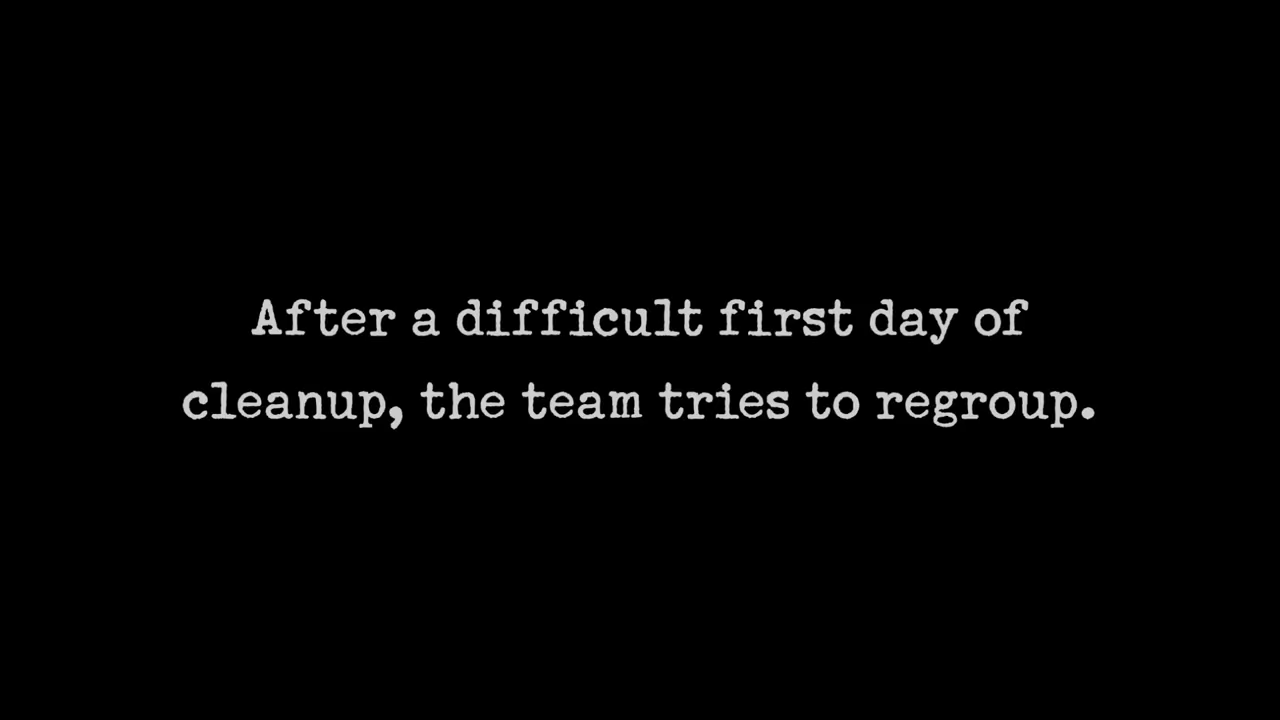 After a difficult first day of
cleanup, the team tries to regroup.